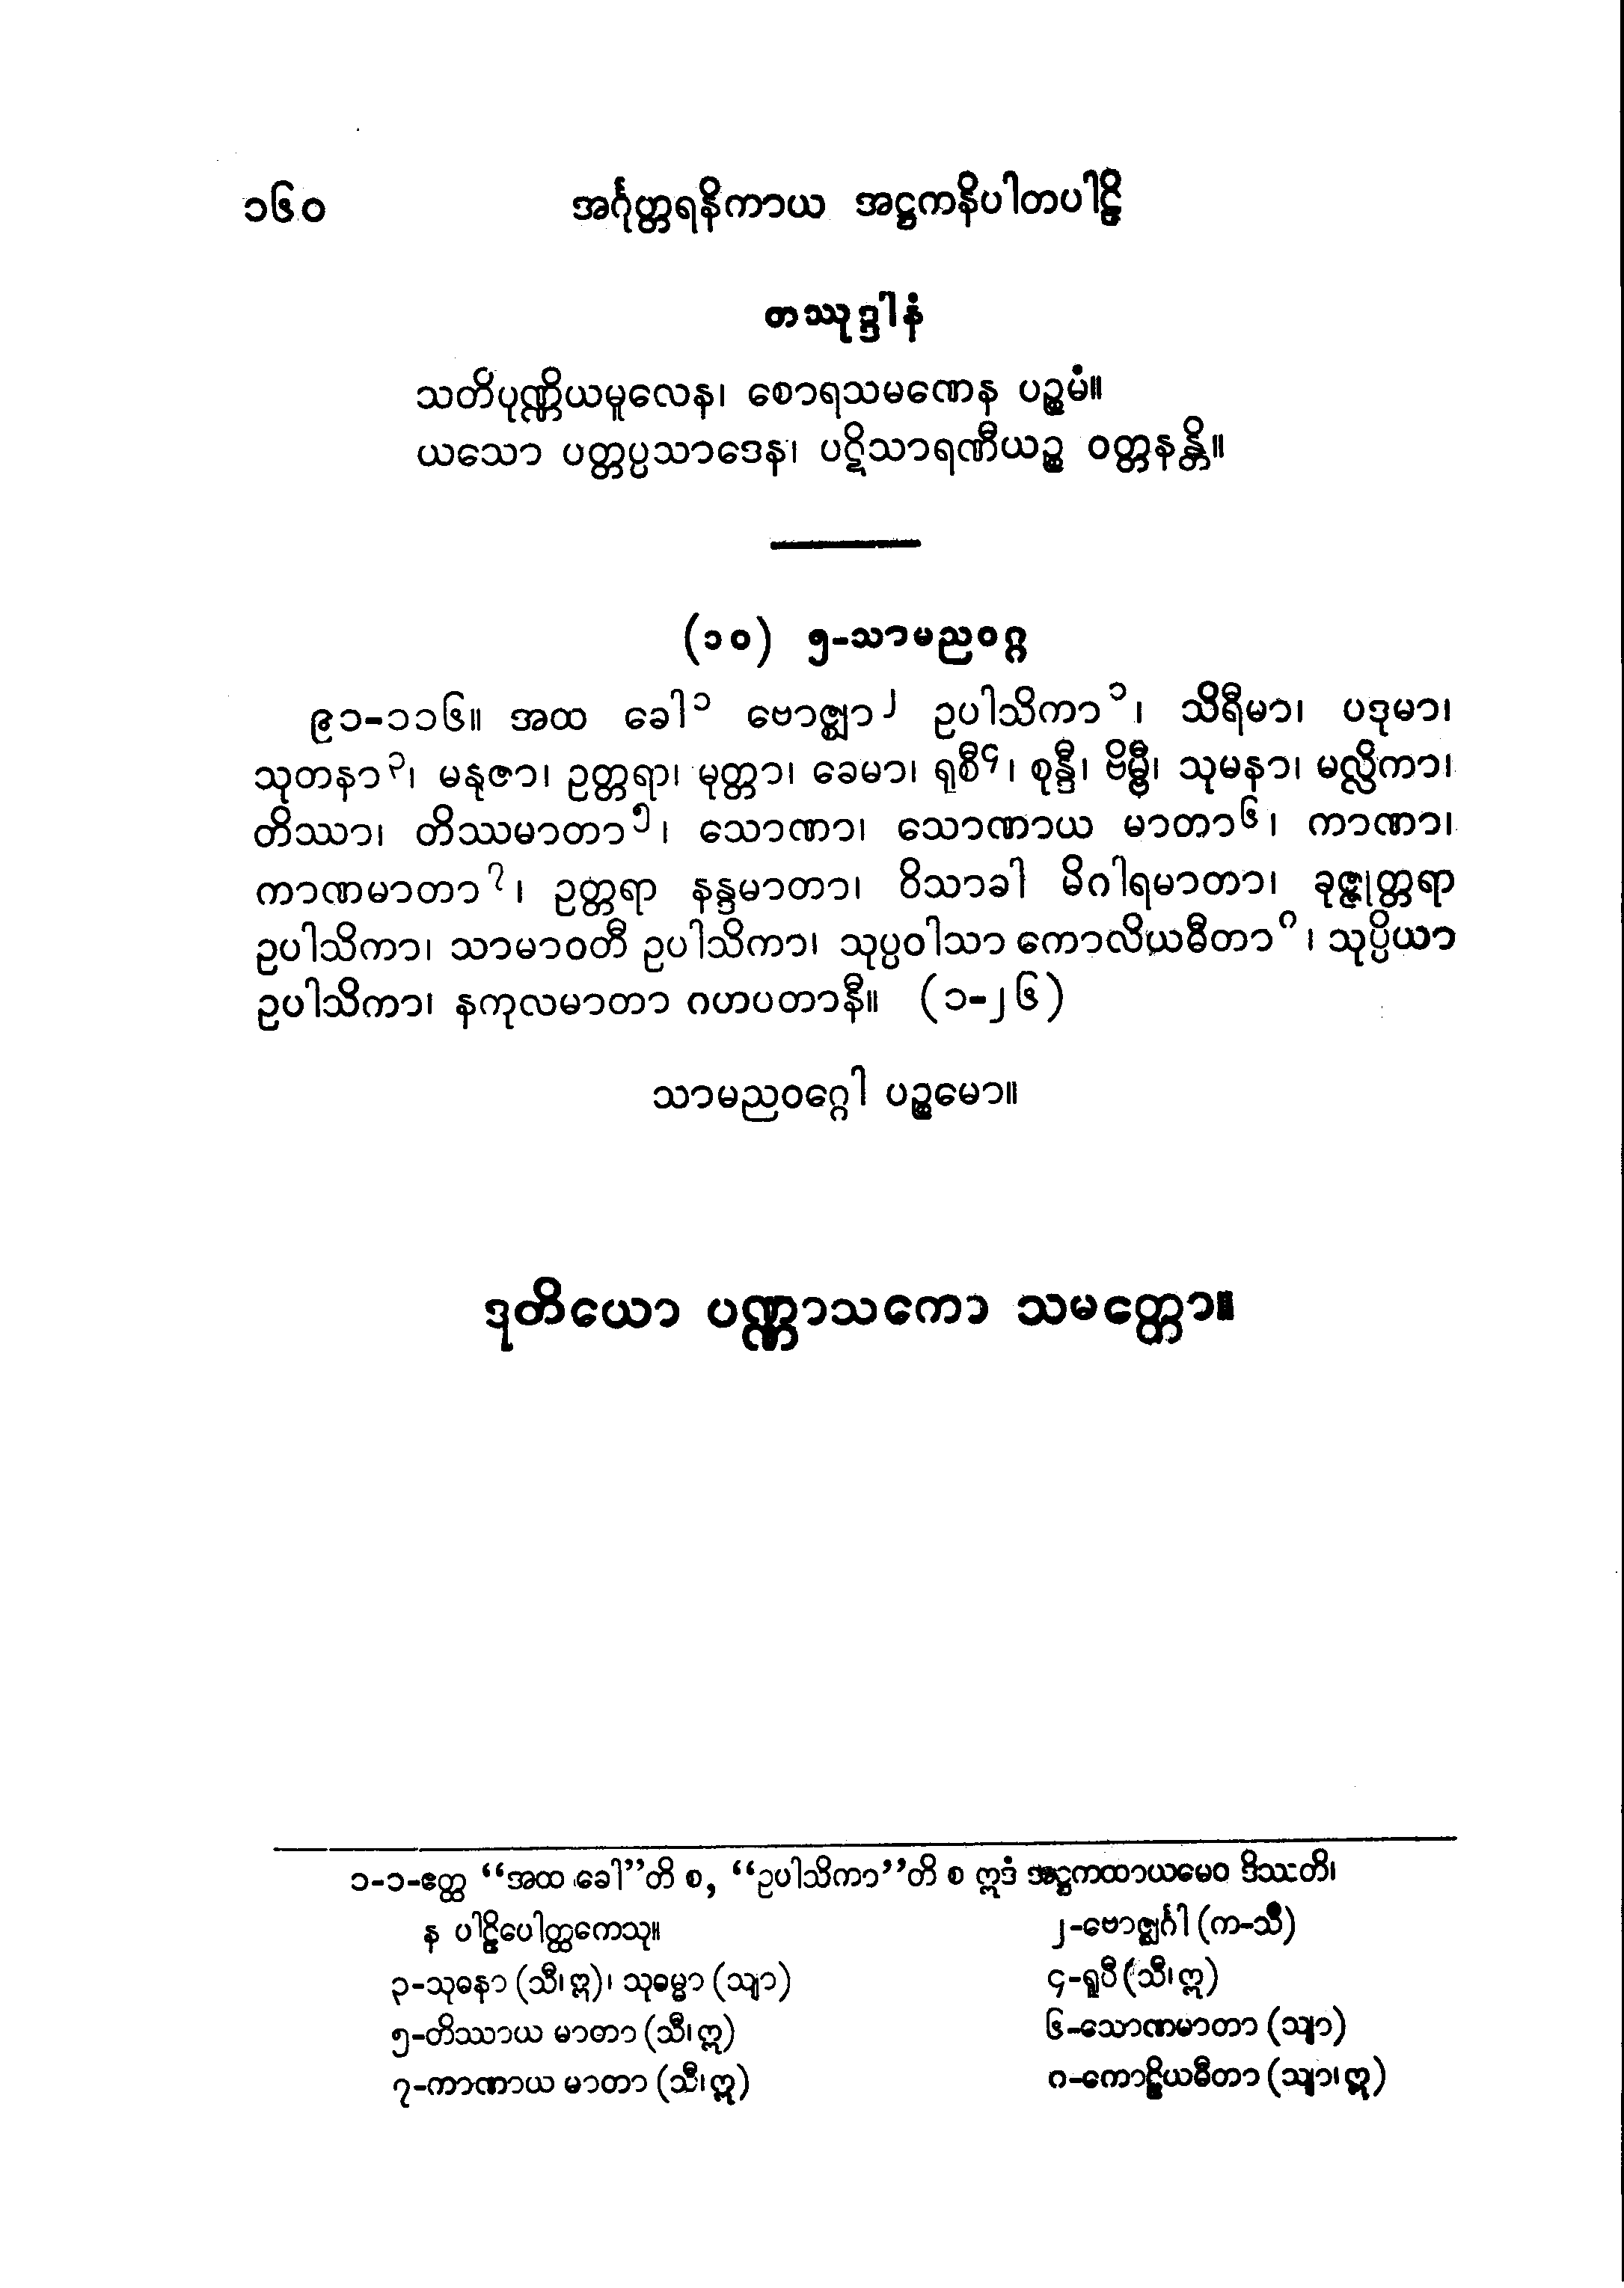 ၁၆၀ အင်္ဂုတ္တရနိကာယ အဋ္ဌကနိပါတပါဠိ
တဿုဒ္ဒါနံ
သတိပုဏ္ဏိယမူလေန၊ စောရသမဏေန ပဉ္စမံ။
ယသော ပတ္တပ္ပသာဒေန၊ ပဋိသာရဏီယဉ္စ ဝတ္တနန္တိ။
(၁၀) ၅-သာမညဝဂ္ဂ
၉၁-၁၁၆။ အထ ခေါ၁ ဗောဇ္ဈာ၂ ဥပါသိကာ၁၊ သိရီမာ၊ ပဒုမာ၊
သုတနာ၃၊ မနုဇာ၊ ဥတ္တရာ၊ မုတ္တာ၊ ခေမာ၊ ရုစီ၄၊ စုန္ဒီ၊ ဗိမ္ဗီ၊ သုမနာ၊ မလ္လိကာ၊
တိဿာ၊ တိဿမာတာ၅၊ သောဏာ၊ သောဏာယ မာတာ၆၊ ကာဏာ၊
ကာဏမာတာ၇၊ ဥတ္တရာ နန္ဒမာတာ၊ ဝိသာခါ မိဂါရမာတာ၊ ခုဇ္ဇုတ္တရာ
ဥပါသိကာ၊ သာမာဝတီ ဥပါသိကာ၊ သုပ္ပဝါသာ ကောလိယဓီတာ၈၊ သုပ္ပိယာ
ဥပါသိကာ၊ နကုလမာတာ ဂဟပတာနီ။ (၁-၂၆)
သာမညဝဂ္ဂေါ ပဉ္စမော။
ဒုတိယော ပဏ္ဏာသကော သမတ္တော။
၁-၁-ဧတ္ထ “အထ ခေါ”တိ စ, “ဥပါသိကာ”တိ စ ဣဒံ အဋ္ဌကထာယမေဝ ဒိဿတိ၊
န ပါဠိပေါတ္ထကေသု။ ၂-ဗောဇ္ဈင်္ဂါ (က-သီ)
၃-သုဓနာ (သီ၊ဣ)၊ သုဓမ္မာ (သျာ) ၄-ရူပီ (သီ၊ဣ)
၅-တိဿာယ မာတာ (သီ၊ဣ) ၆-သောဏမာတာ (သျာ)
၇-ကာဏာယ မာတာ (သီ၊ဣ) ၈-ကောဠိယဓီတာ (သျာ၊ဣ)